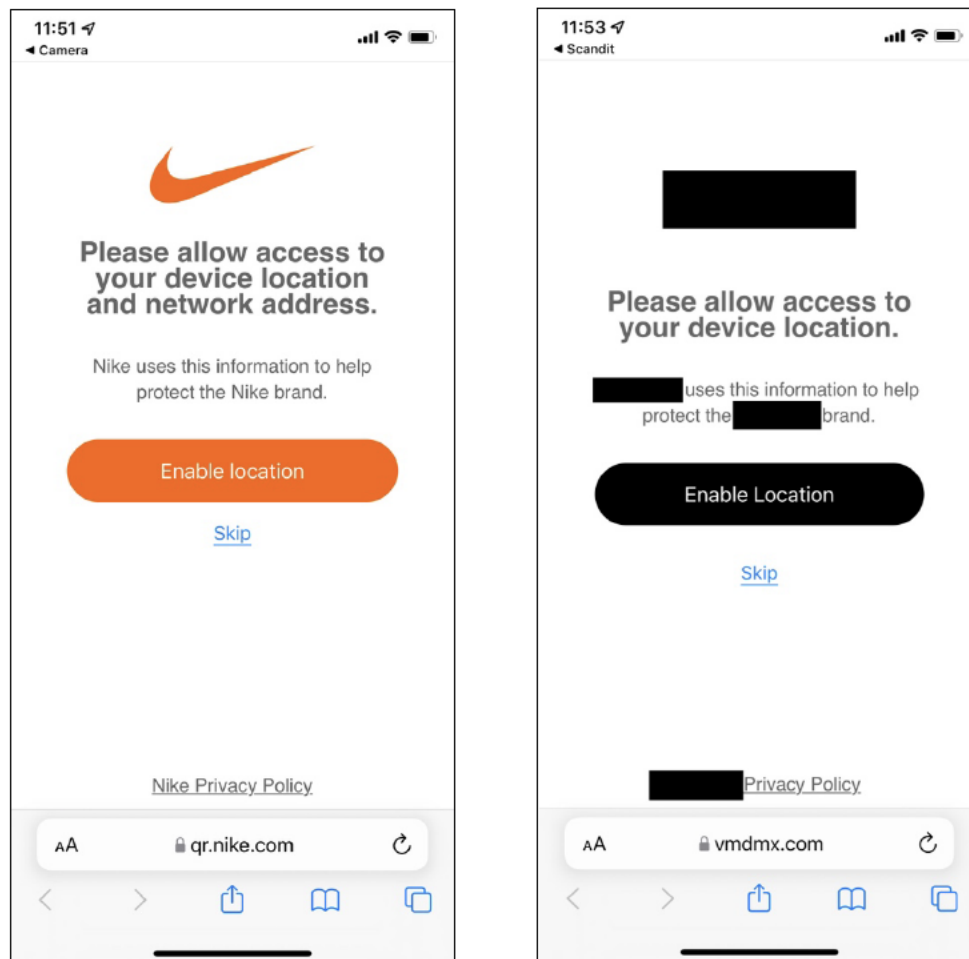 11:51
◀ Camera
Please allow access to
your device location
and network address.
Nike uses this information to help
protect the Nike brand.
Enable location
Skip
Nike Privacy Policy
AA qr.nike.com
11:53
◀ Scandit
Please allow access to
your device location.
uses this information to help
protect the brand.
Enable Location
Skip
Privacy Policy
AA vmdmx.com